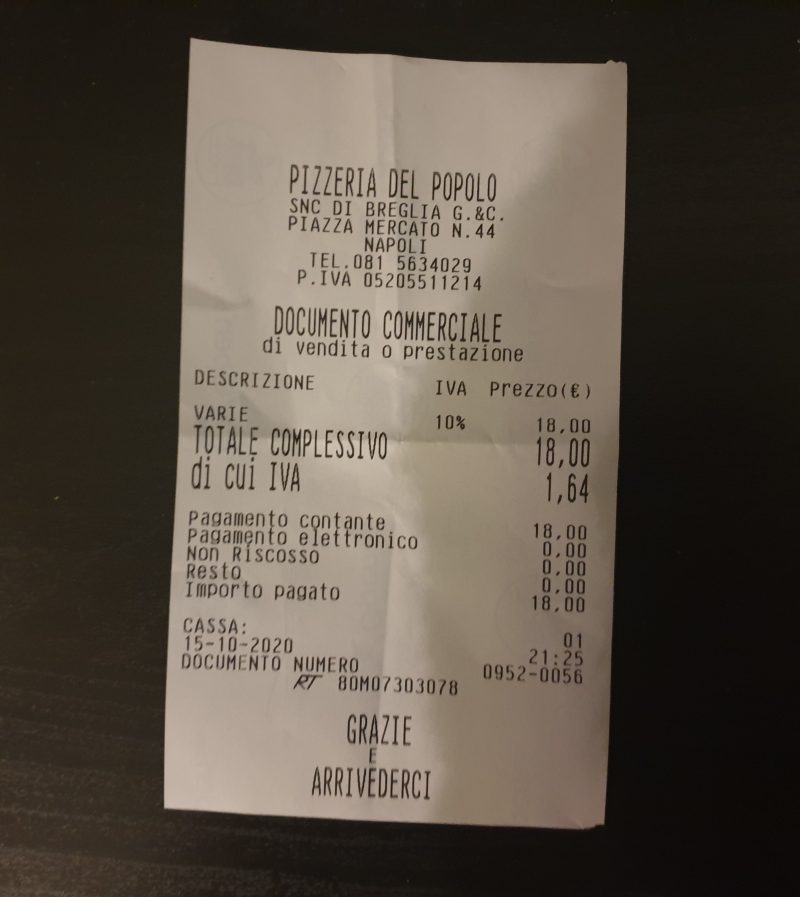 PIZZERIA DEL POPOLO
SNC DI BREGLIA G.&C.
PIAZZA MERCATO N.44
NAPOLI
TEL.081 5634029
P.IVA 05205511214
DOCUMENTO COMMERCIALE
di vendita o prestazione
DESCRIZIONE IVA Prezzo(€)
VARIE 10% 18,00
TOTALE COMPLESSIVO 18,00
di cui IVA 1,64
Pagamento contante 18,00
Pagamento elettronico 0,00
Non Riscosso 0,00
Resto 0,00
Importo pagato 18,00
CASSA: 01
15-10-2020 21:25
DOCUMENTO NUMERO 0952-0056
RT 80M07303078
GRAZIE
E
ARRIVEDERCI